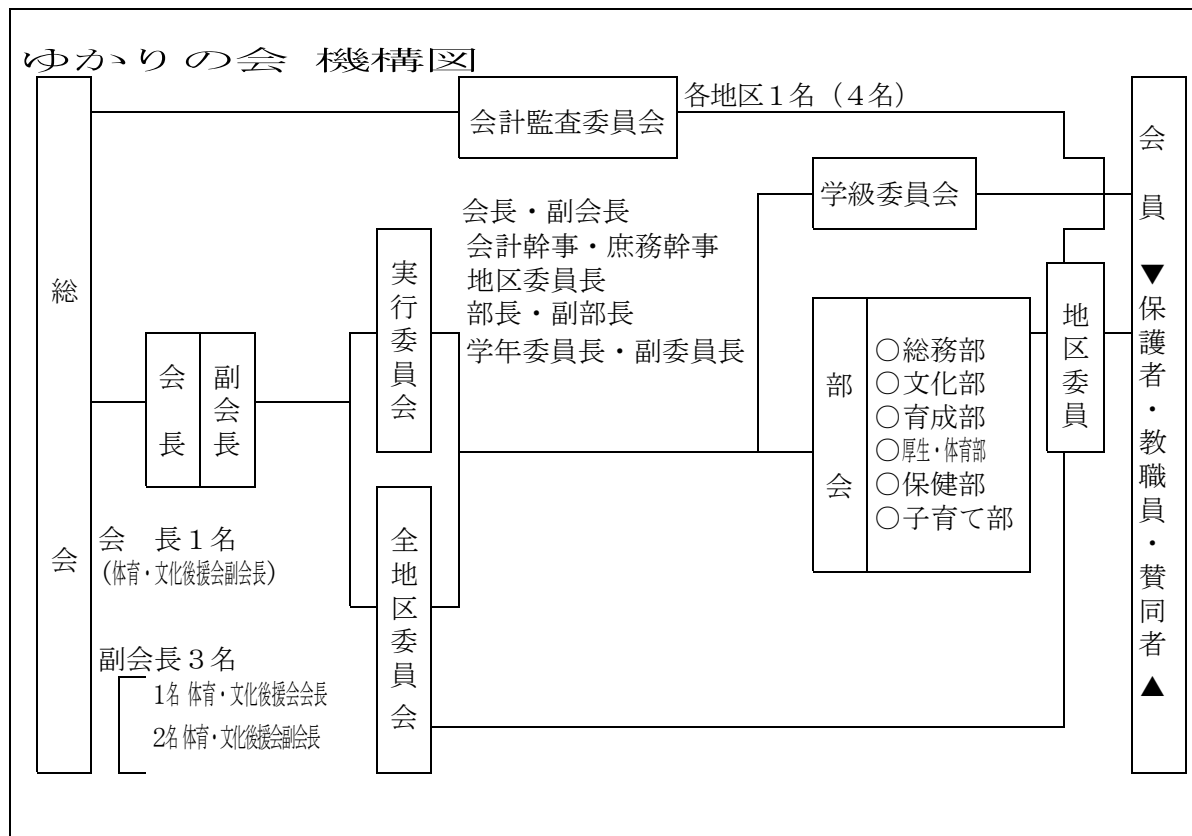 ゆかりの会 機構図
総会
会計監査委員会
各地区１名（４名）
学級委員会
会長・副会長
会計幹事・庶務幹事
地区委員長
部長・副部長
学年委員長・副委員長
実行委員会
会長
副会長
部会
○総務部
○文化部
○育成部
○厚生・体育部
○保健部
○子育て部
地区委員
会員 ▼保護者・教職員・賛同者▲
全地区委員会
会　長１名
(体育・文化後援会副会長)
副会長３名
1名 体育・文化後援会会長
2名 体育・文化後援会副会長